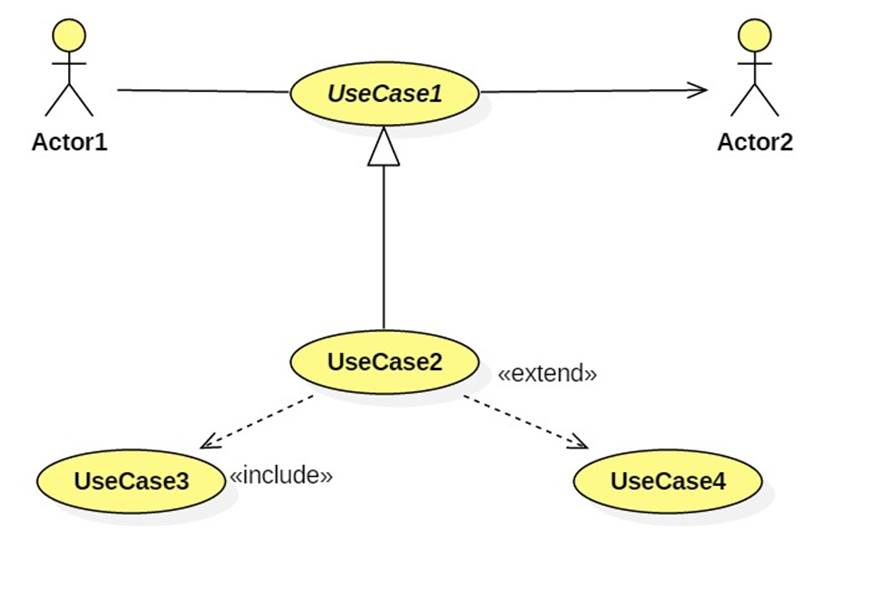 UseCase1
Actor1
Actor2
UseCase2
«extend»
UseCase3
«include»
UseCase4